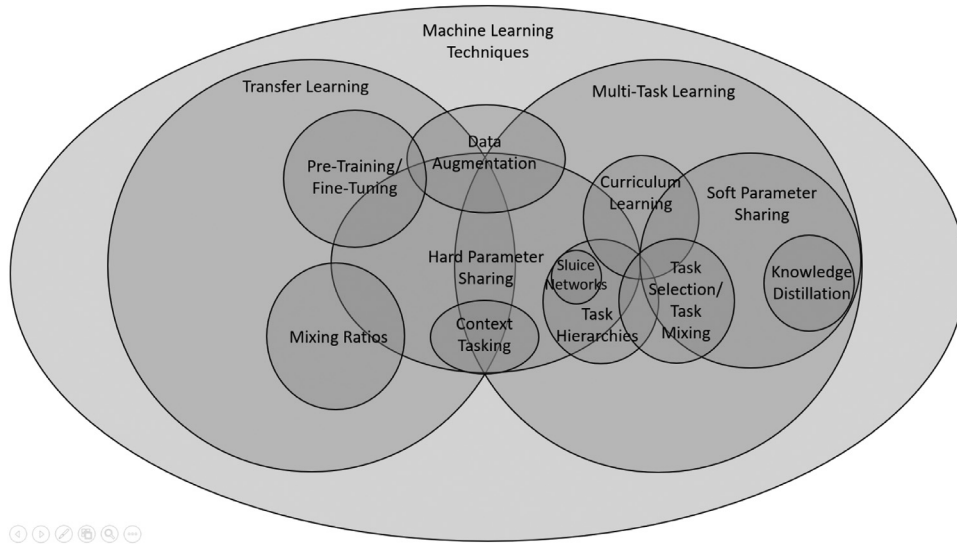 Machine Learning
Techniques
Transfer Learning
Multi-Task Learning
Data
Augmentation
Pre-Training/
Fine-Tuning
Curriculum
Learning
Soft Parameter
Sharing
Hard Parameter
Sharing
Sluice
Networks
Task
Selection/
Task
Mixing
Knowledge
Distillation
Task
Hierarchies
Context
Tasking
Mixing Ratios